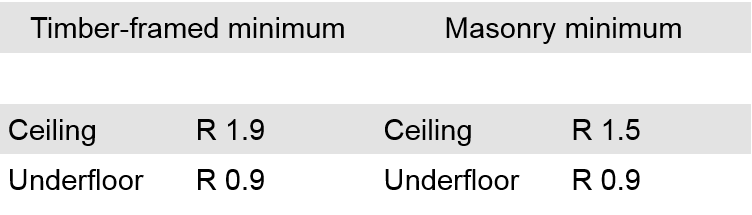 Timber-framed minimum Masonry minimum
Ceiling R 1.9 Ceiling R 1.5
Underfloor R 0.9 Underfloor R 0.9